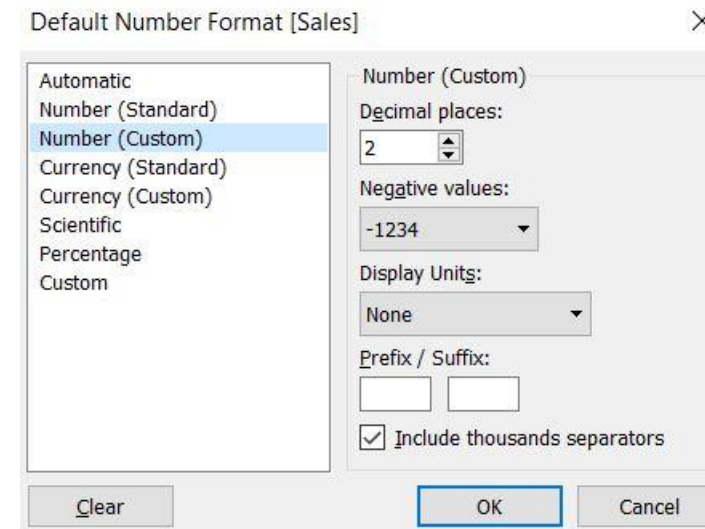 Default Number Format [Sales]
Automatic
Number (Standard)
Number (Custom)
Currency (Standard)
Currency (Custom)
Scientific
Percentage
Custom
Number (Custom)
Decimal places:
2
Negative values:
-1234
Display Units:
None
Prefix / Suffix:
Include thousands separators
Clear
OK
Cancel